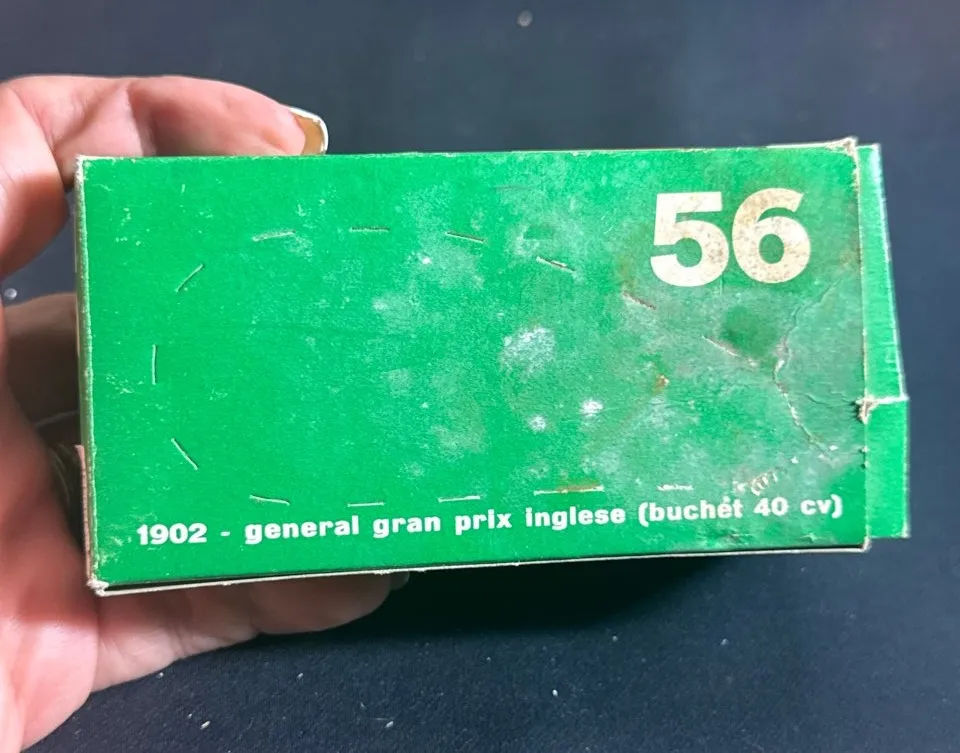 56
1902 - general gran prix inglese (buchet 40 cv)